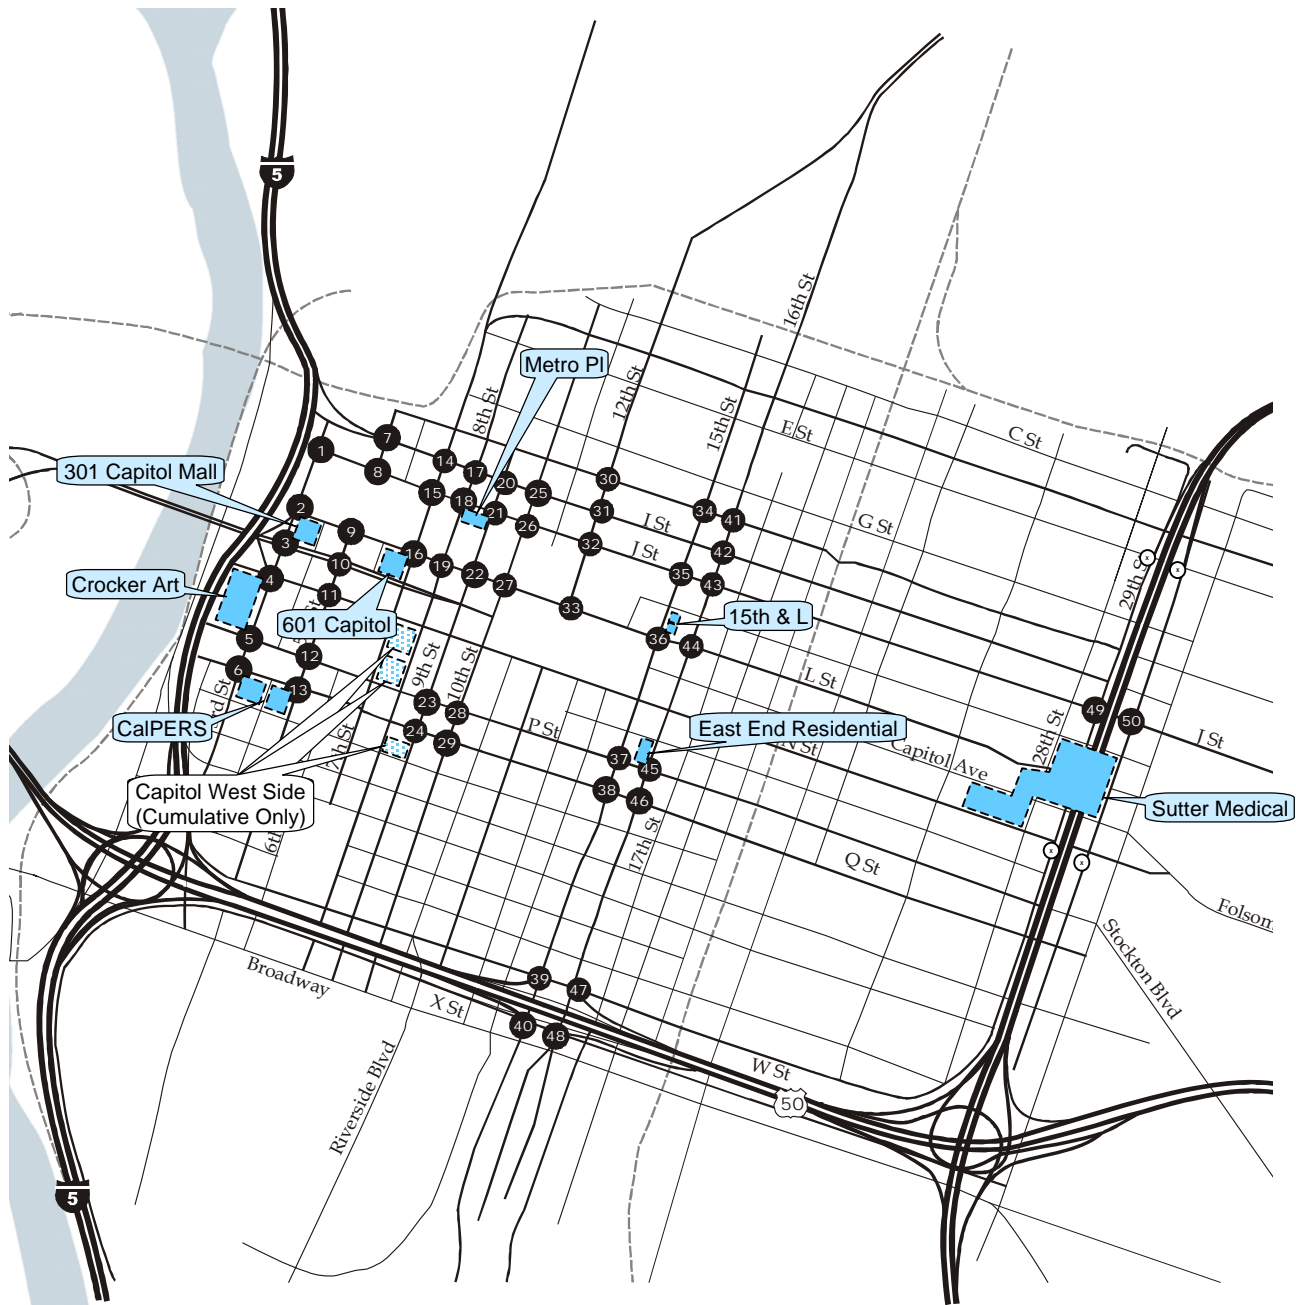 5
16th St
Metro Pl
12th St
8th St
15th St
E St
C St
7
1
14
301 Capitol Mall
8
17
30
20
15
18
25
2
21
31
34
41
I St
G St
26
9
3
32
J St
42
16
10
19
29th St
x
x
4
22
35
Crocker Art
27
43
11
33
601 Capitol
15th & L
5
36
44
12
6
9th St
10th St
L St
13
23
28
49
50
CalPERS
24
29
P St
East End Residential
N St
Capitol Ave
28th St
J St
37
45
7th St
Capitol West Side
(Cumulative Only)
38
46
Sutter Medical
6th
17th St
x
x
Q St
Folsom
Stockton Blvd
Broadway
39
47
X St
40
48
W St
Riverside Blvd
50
5